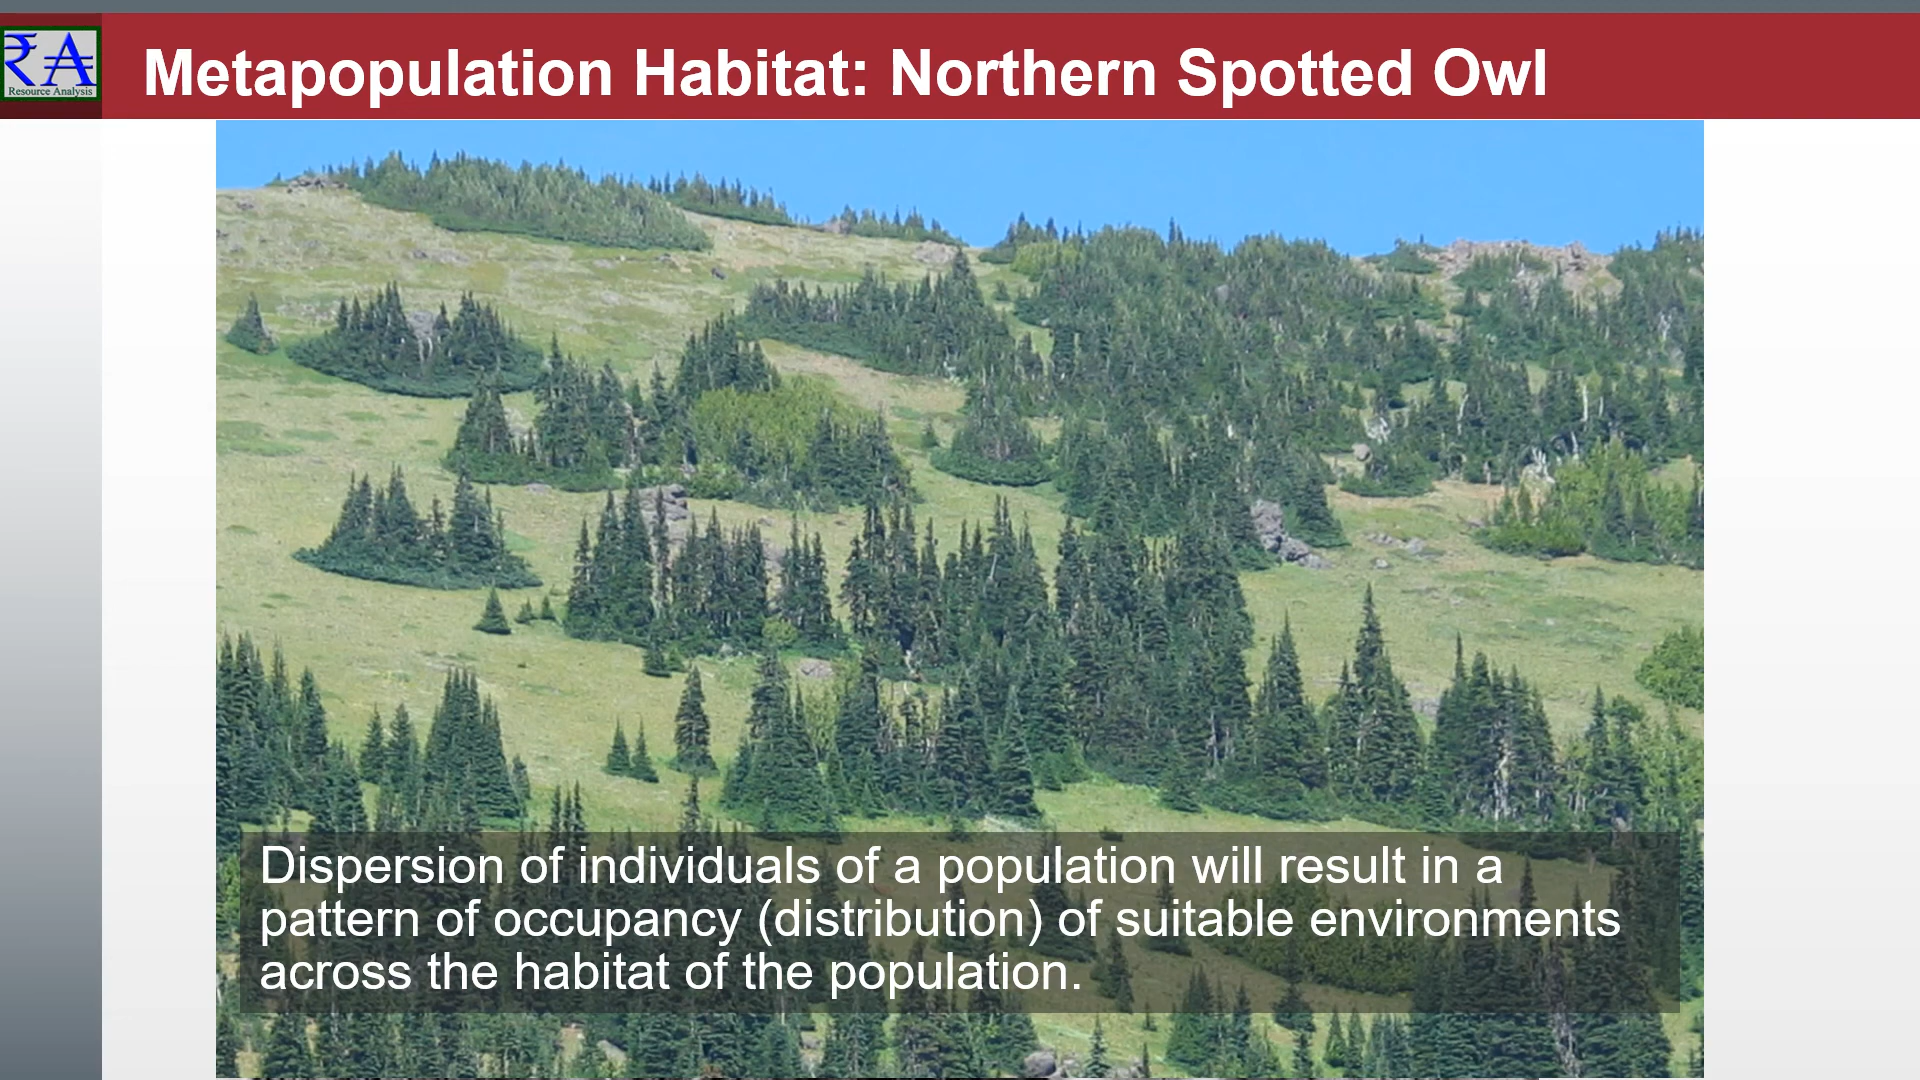 ₹A
Resource Analysis
Metapopulation Habitat: Northern Spotted Owl
Dispersion of individuals of a population will result in a
pattern of occupancy (distribution) of suitable environments
across the habitat of the population.